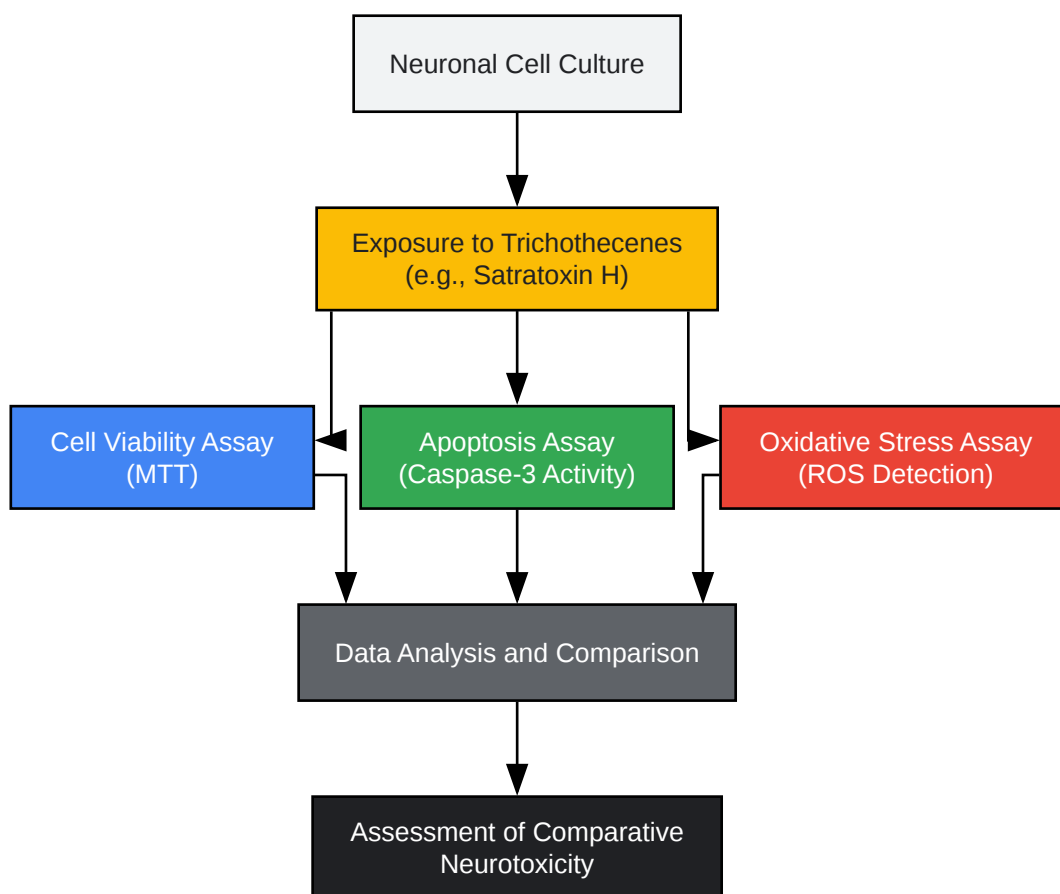 Neuronal Cell Culture
Exposure to Trichothecenes
(e.g., Satratoxin H)
Cell Viability Assay
(MTT)
Apoptosis Assay
(Caspase-3 Activity)
Oxidative Stress Assay
(ROS Detection)
Data Analysis and Comparison
Assessment of Comparative
Neurotoxicity